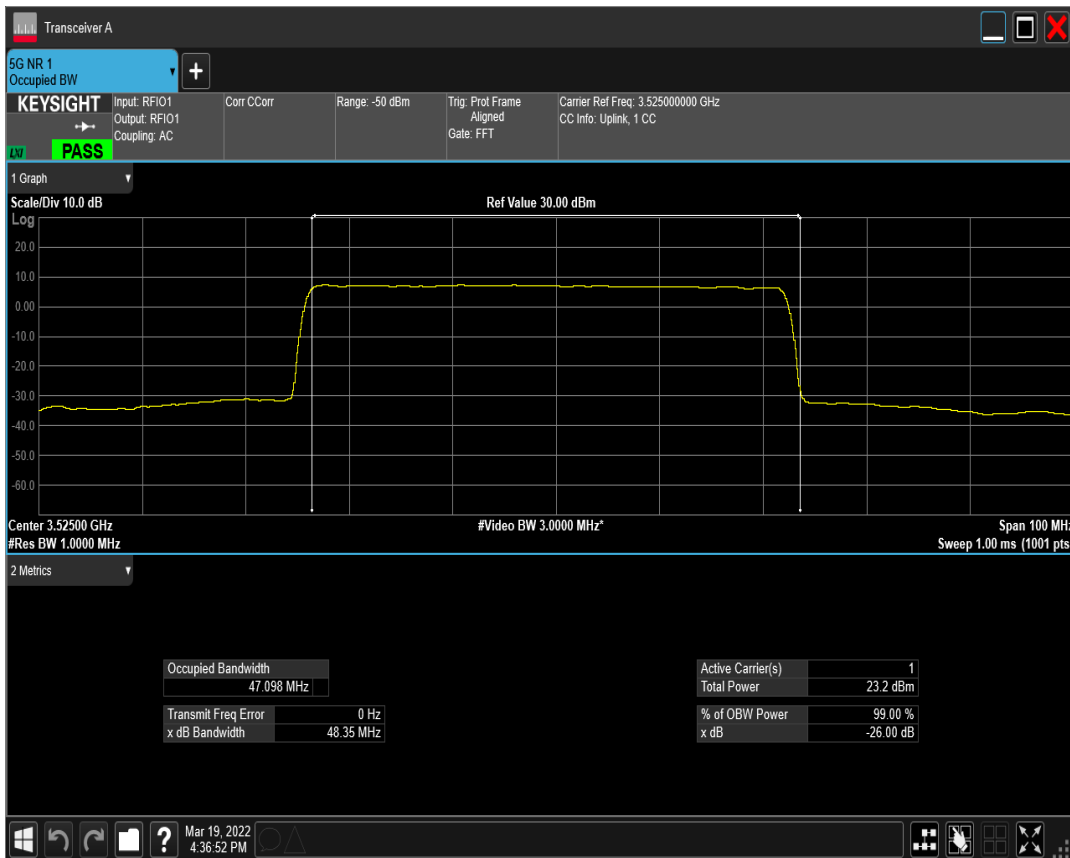 Transceiver A
5G NR 1
Occupied BW
KEYSIGHT
LXI
PASS
Input: RFIO1
Output: RFIO1
Coupling: AC
Corr CCorr
Range: -50 dBm
Trig: Prot Frame
Aligned
Gate: FFT
Carrier Ref Freq: 3.525000000 GHz
CC Info: Uplink, 1 CC
1 Graph
Scale/Div 10.0 dB
Ref Value 30.00 dBm
Log
20.0
10.0
0.00
-10.0
-20.0
-30.0
-40.0
-50.0
-60.0
Center 3.52500 GHz
#Video BW 3.0000 MHz*
Span 100 MHz
#Res BW 1.0000 MHz
Sweep 1.00 ms (1001 pts
2 Metrics
Occupied Bandwidth
47.098 MHz
Transmit Freq Error 0 Hz
x dB Bandwidth 48.35 MHz
Active Carrier(s) 1
Total Power 23.2 dBm
% of OBW Power 99.00 %
x dB -26.00 dB
?
Mar 19, 2022
4:36:52 PM